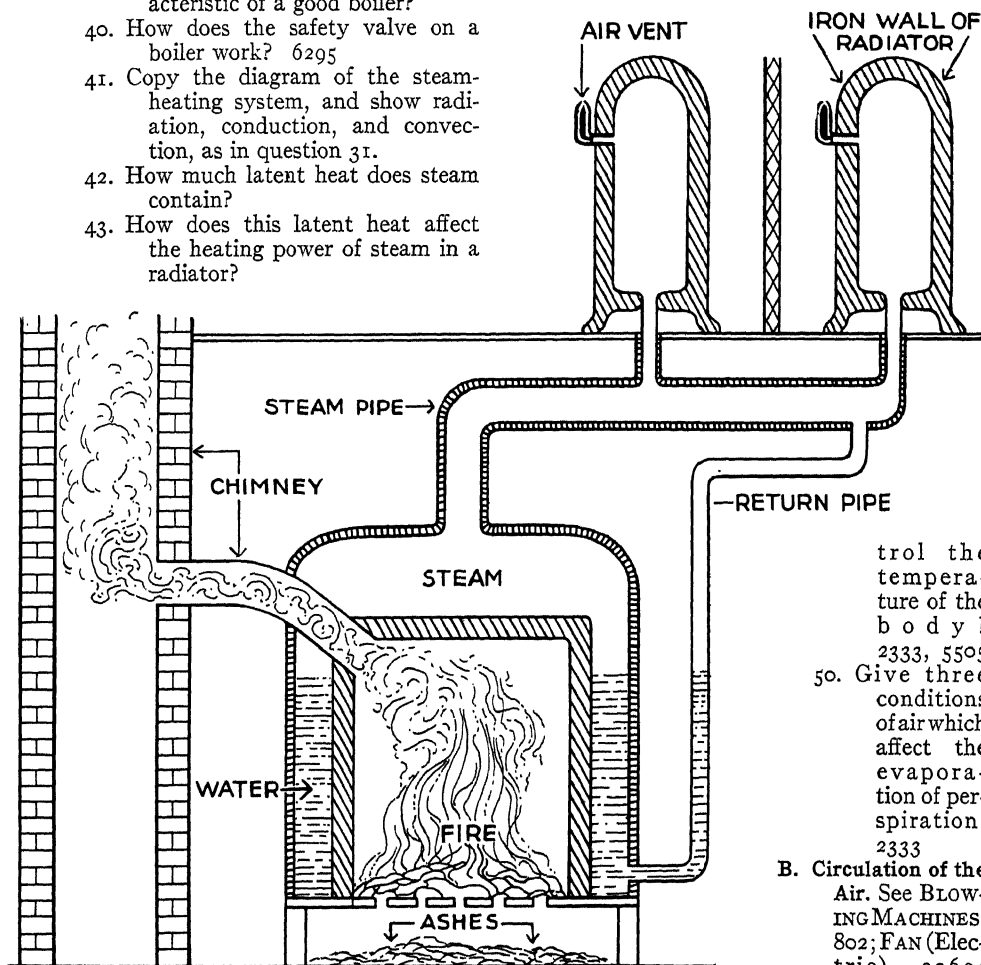 acteristic of a good boiler?
40. How does the safety valve on a
boiler work? 6295
41. Copy the diagram of the steam-
heating system, and show radi-
ation, conduction, and convec-
tion, as in question 31.
42. How much latent heat does steam
contain?
43. How does this latent heat affect
the heating power of steam in a
radiator?
AIR VENT
IRON WALL OF
RADIATOR
STEAM PIPE
CHIMNEY
RETURN PIPE
STEAM
WATER
FIRE
ASHES
trol the
tempera-
ture of the
body
2333, 5505
50. Give three
conditions
of air which
affect the
evapora-
tion of per-
spiration
2333
B. Circulation of the
Air. See BLOW-
ING MACHINES
802; FAN (Elec-